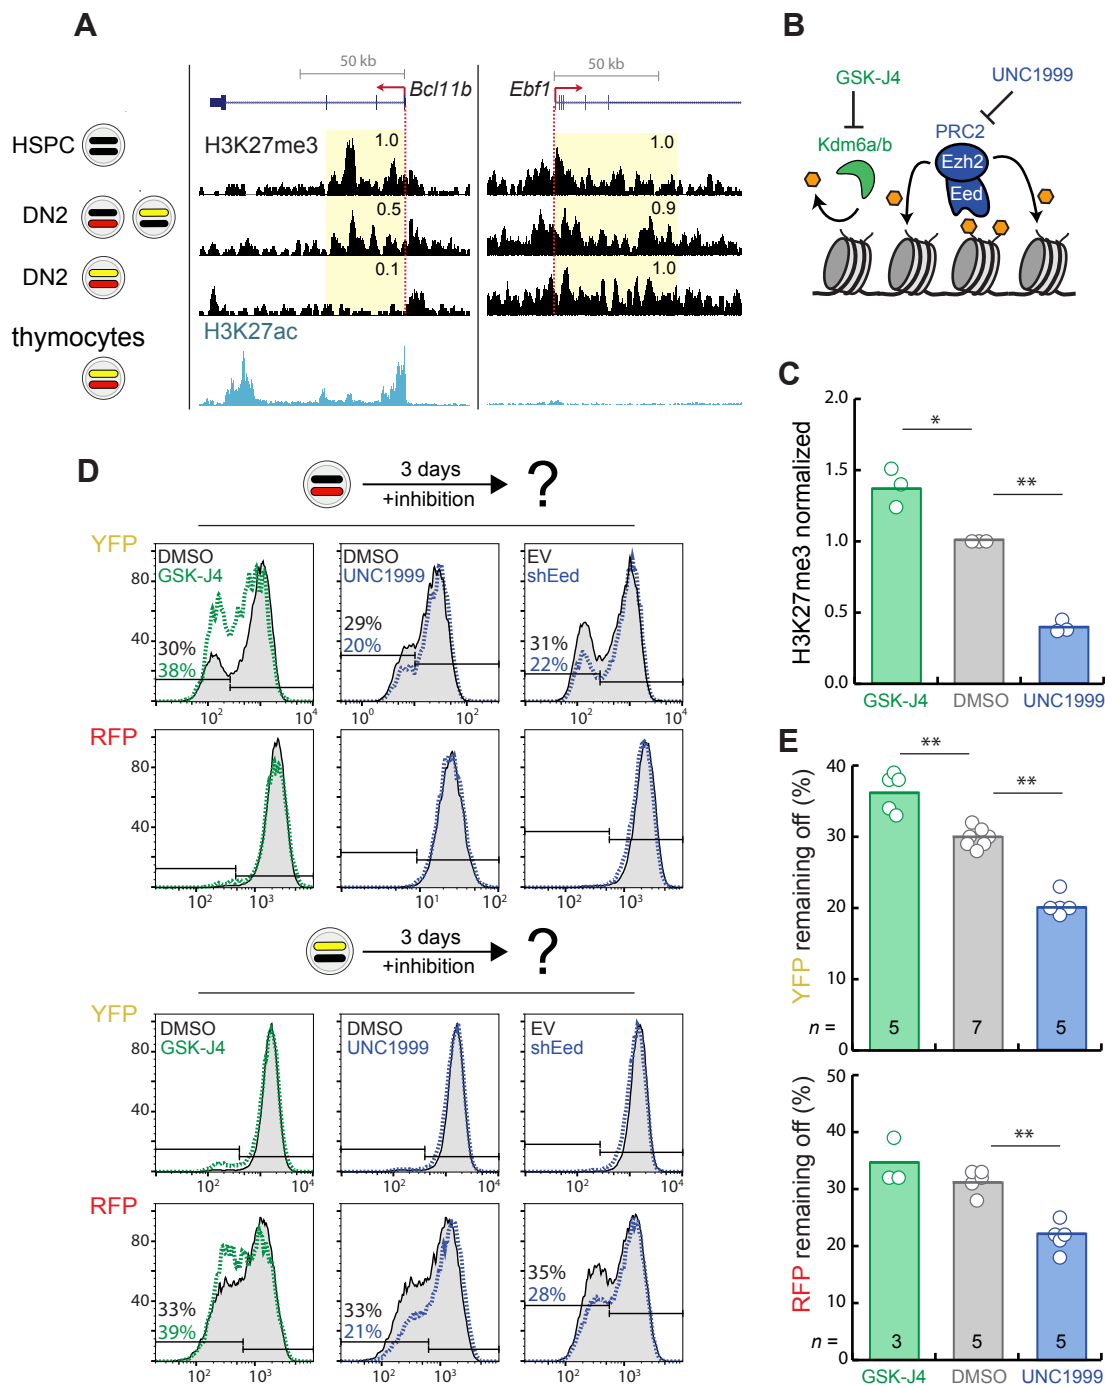 A
50 kb
50 kb
Bcl11b
Ebf1
HSPC
H3K27me3
1.0
1.0
DN2
0.5
0.9
DN2
0.1
1.0
thymocytes
H3K27ac
B
GSK-J4
UNC1999
Kdm6a/b
PRC2
Ezh2
Eed
C
H3K27me3 normalized
2.0
1.5
1.0
0.5
0.0
*
**
GSK-J4
DMSO
UNC1999
D
3 days
+inhibition
?
YFP
DMSO
GSK-J4
30%
38%
80
40
10² 10⁴
DMSO
UNC1999
29%
20%
10⁰ 10²
EV
shEed
31%
22%
10² 10⁴
RFP
80
40
10² 10³
10¹ 10²
10² 10³
3 days
+inhibition
?
YFP
DMSO
GSK-J4
80
40
10² 10³ 10⁴
DMSO
UNC1999
10² 10³ 10⁴
EV
shEed
10² 10³ 10⁴
RFP
80
40
33%
39%
10² 10³
33%
21%
10² 10³
35%
28%
10² 10³
E
YFP remaining off (%)
40
30
20
10
0
**
**
n =
5
7
5
RFP remaining off (%)
50
40
30
20
10
0
**
n =
3
5
5
GSK-J4
DMSO
UNC1999